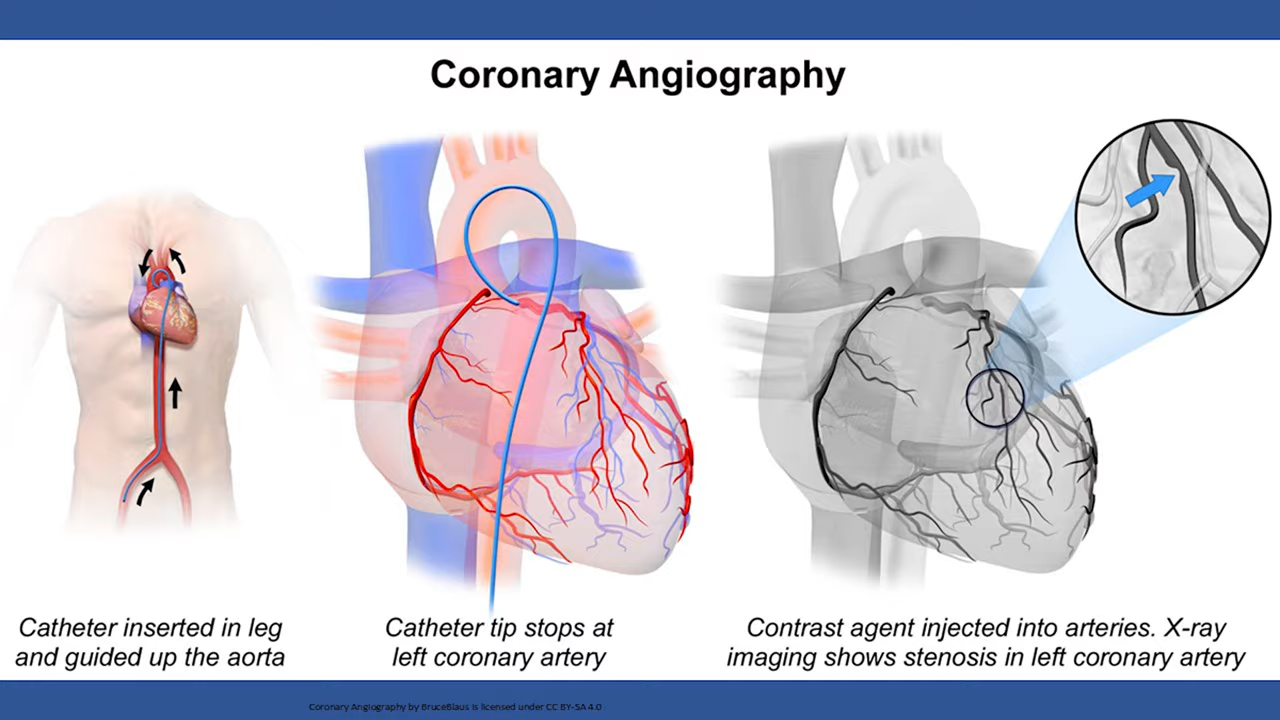 Coronary Angiography
Catheter inserted in leg
and guided up the aorta
Catheter tip stops at
left coronary artery
Contrast agent injected into arteries. X-ray
imaging shows stenosis in left coronary artery
Coronary Angiography by BruceBlaus is licensed under CC BY-SA 4.0